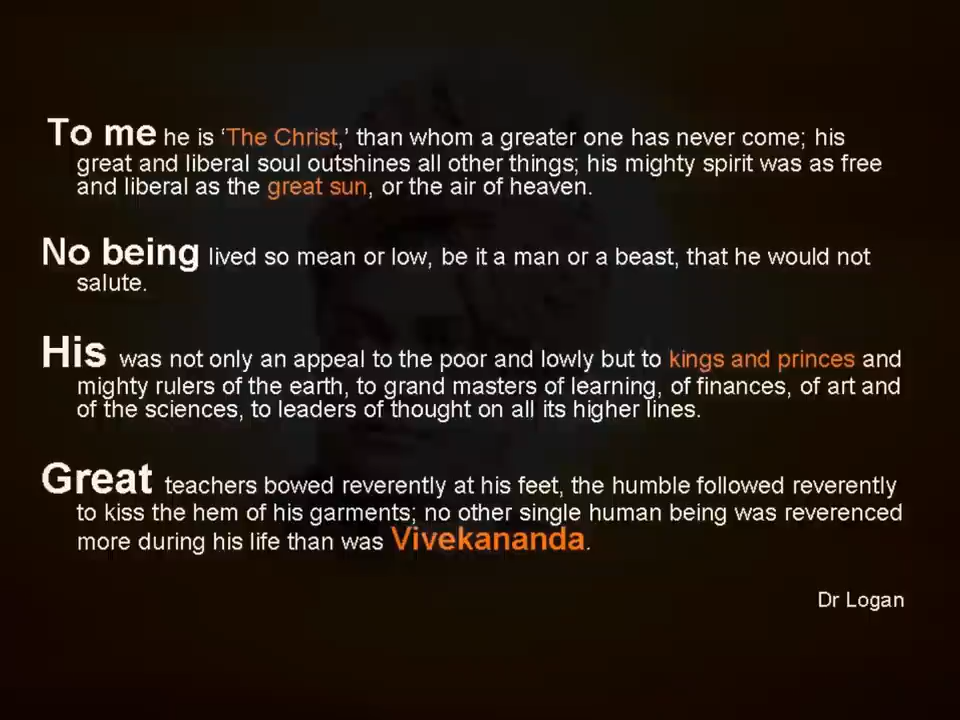 To me he is ‘The Christ,’ than whom a greater one has never come; his
great and liberal soul outshines all other things; his mighty spirit was as free
and liberal as the great sun, or the air of heaven.
No being lived so mean or low, be it a man or a beast, that he would not
salute.
His was not only an appeal to the poor and lowly but to kings and princes and
mighty rulers of the earth, to grand masters of learning, of finances, of art and
of the sciences, to leaders of thought on all its higher lines.
Great teachers bowed reverently at his feet, the humble followed reverently
to kiss the hem of his garments; no other single human being was reverenced
more during his life than was Vivekananda.
Dr Logan